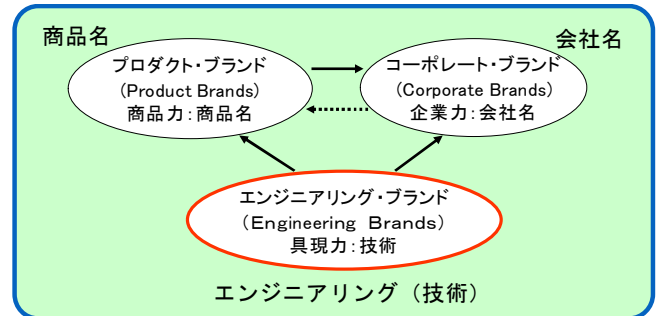 商品名
会社名
プロダクト・ブランド
(Product Brands)
商品力:商品名
コーポレート・ブランド
(Corporate Brands)
企業力:会社名
エンジニアリング・ブランド
(Engineering Brands)
具現力:技術
エンジニアリング(技術)